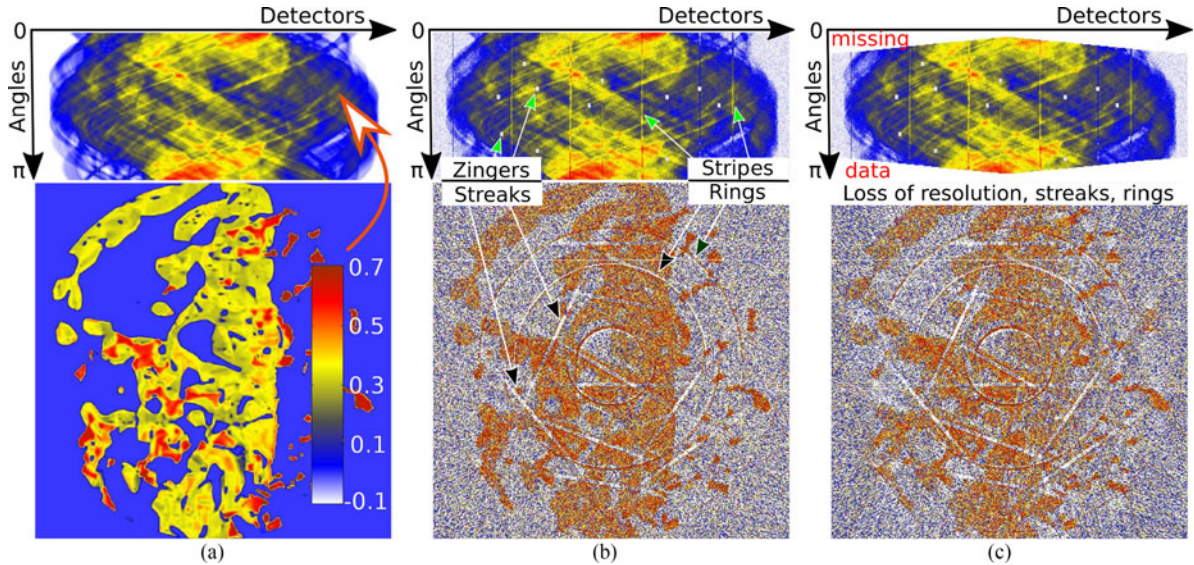 0 Detectors
Angles
π
0.7
0.5
0.3
0.1
-0.1
(a)
0 Detectors
Angles
π
Zingers
Streaks
Stripes
Rings
(b)
0 Detectors
missing
Angles
data
π
Loss of resolution, streaks, rings
(c)